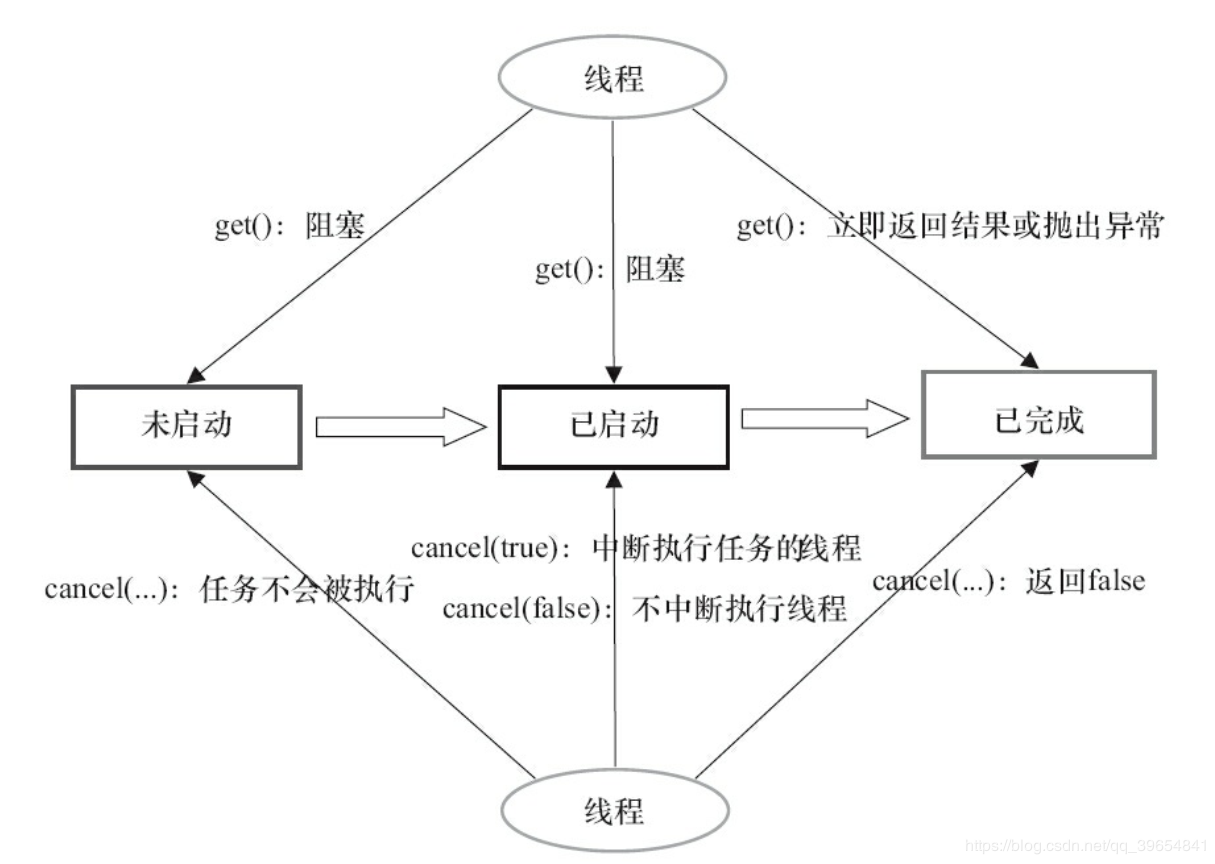 线程
get()：阻塞
get()：立即返回结果或抛出异常
get()：阻塞
未启动
已启动
已完成
cancel(true)：中断执行任务的线程
cancel(...)：任务不会被执行
cancel(...)：返回false
cancel(false)：不中断执行线程
线程
https://blog.csdn.net/qq_39654841